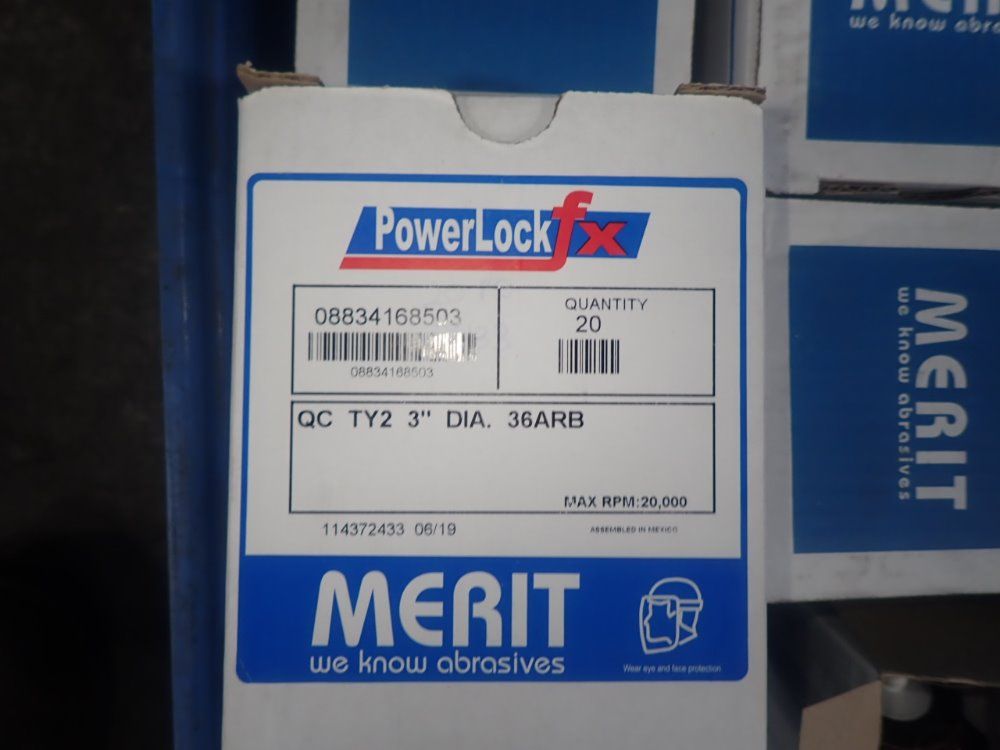 MERIT
we know abra
PowerLock fx
08834168503
08834168503
QUANTITY
20
QC TY2 3" DIA. 36ARB
MAX RPM:20,000
114372433 06/19
ASSEMBLED IN MEXICO
MERIT
we know abrasives
Wear eye and face protection
MERIT
we know abrasives